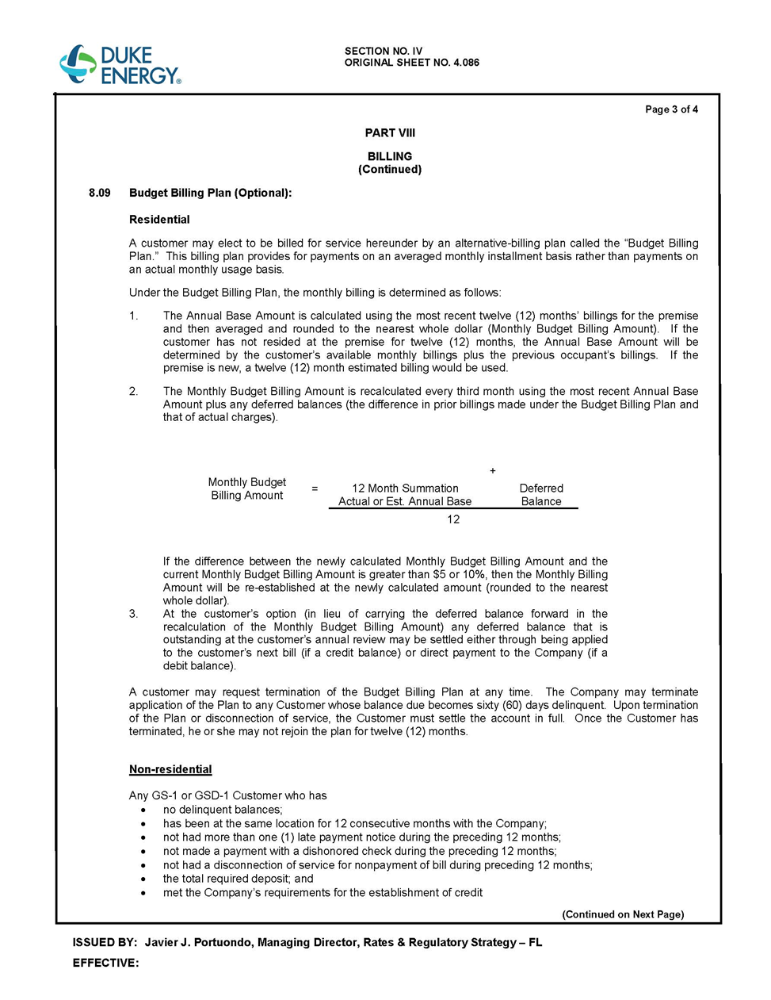 DUKE
ENERGY®
SECTION NO. IV
ORIGINAL SHEET NO. 4.086
Page 3 of 4
PART VIII
BILLING
(Continued)
8.09 Budget Billing Plan (Optional):
Residential
A customer may elect to be billed for service hereunder by an alternative-billing plan called the “Budget Billing
Plan.” This billing plan provides for payments on an averaged monthly installment basis rather than payments on
an actual monthly usage basis.
Under the Budget Billing Plan, the monthly billing is determined as follows:
1. The Annual Base Amount is calculated using the most recent twelve (12) months’ billings for the premise
and then averaged and rounded to the nearest whole dollar (Monthly Budget Billing Amount). If the
customer has not resided at the premise for twelve (12) months, the Annual Base Amount will be
determined by the customer’s available monthly billings plus the previous occupant’s billings. If the
premise is new, a twelve (12) month estimated billing would be used.
2. The Monthly Budget Billing Amount is recalculated every third month using the most recent Annual Base
Amount plus any deferred balances (the difference in prior billings made under the Budget Billing Plan and
that of actual charges).
+
Monthly Budget
Billing Amount
=
12 Month Summation
Actual or Est. Annual Base
Deferred
Balance
12
If the difference between the newly calculated Monthly Budget Billing Amount and the
current Monthly Budget Billing Amount is greater than $5 or 10%, then the Monthly Billing
Amount will be re-established at the newly calculated amount (rounded to the nearest
whole dollar).
3. At the customer’s option (in lieu of carrying the deferred balance forward in the
recalculation of the Monthly Budget Billing Amount) any deferred balance that is
outstanding at the customer’s annual review may be settled either through being applied
to the customer’s next bill (if a credit balance) or direct payment to the Company (if a
debit balance).
A customer may request termination of the Budget Billing Plan at any time. The Company may terminate
application of the Plan to any Customer whose balance due becomes sixty (60) days delinquent. Upon termination
of the Plan or disconnection of service, the Customer must settle the account in full. Once the Customer has
terminated, he or she may not rejoin the plan for twelve (12) months.
Non-residential
Any GS-1 or GSD-1 Customer who has
• no delinquent balances;
• has been at the same location for 12 consecutive months with the Company;
• not had more than one (1) late payment notice during the preceding 12 months;
• not made a payment with a dishonored check during the preceding 12 months;
• not had a disconnection of service for nonpayment of bill during preceding 12 months;
• the total required deposit; and
• met the Company’s requirements for the establishment of credit
(Continued on Next Page)
ISSUED BY: Javier J. Portuondo, Managing Director, Rates & Regulatory Strategy – FL
EFFECTIVE: